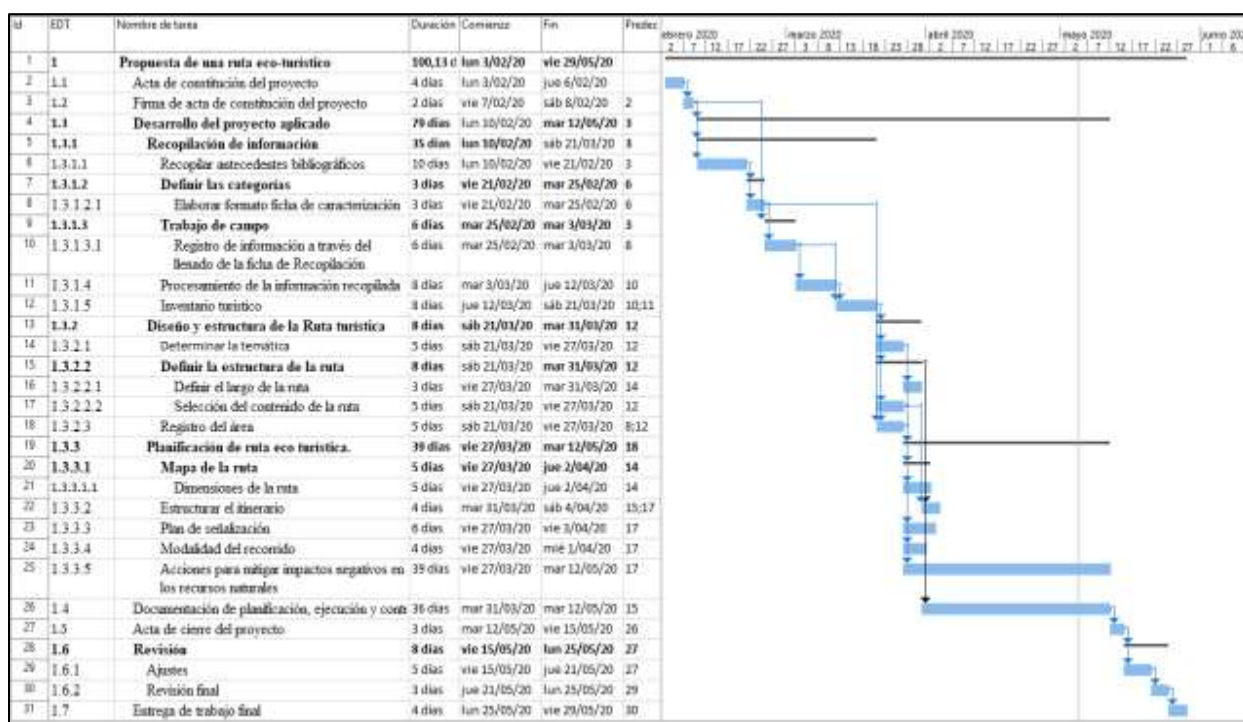 Id EDT Nombre de tarea Duración Comienzo Fin Predec
ebrero 2020 marzo 2020 abril 2020 mayo 2020 junio 202
2 7 12 17 22 27 3 8 13 18 23 28 2 7 12 17 22 27 2 7 12 17 22 27 1 6
1 1 Propuesta de una ruta eco-turístico 100,13 d lun 3/02/20 vie 29/05/20
2 1.1 Acta de constitución del proyecto 4 días lun 3/02/20 jue 6/02/20
3 1.2 Firma de acta de constitución del proyecto 2 días vie 7/02/20 sáb 8/02/20 2
4 1.3 Desarrollo del proyecto aplicado 79 días lun 10/02/20 mar 12/05/20 3
5 1.3.1 Recopilación de información 35 días lun 10/02/20 sáb 21/03/20 3
6 1.3.1.1 Recopilar antecedestes bibliográficos 10 días lun 10/02/20 vie 21/02/20 3
7 1.3.1.2 Definir las categorías 3 días vie 21/02/20 mar 25/02/20 6
8 1.3.1.2.1 Elaborar formato ficha de caracterización 3 días vie 21/02/20 mar 25/02/20 6
9 1.3.1.3 Trabajo de campo 6 días mar 25/02/20 mar 3/03/20 3
10 1.3.1.3.1 Registro de información a través del 6 días mar 25/02/20 mar 3/03/20 8
llenado de la ficha de Recopilación
11 1.3.1.4 Procesamiento de la información recopilada 8 días mar 3/03/20 jue 12/03/20 10
12 1.3.1.5 Inventario turístico 8 días jue 12/03/20 sáb 21/03/20 10;11
13 1.3.2 Diseño y estructura de la Ruta turística 8 días sáb 21/03/20 mar 31/03/20 12
14 1.3.2.1 Determinar la temática 5 días sáb 21/03/20 vie 27/03/20 12
15 1.3.2.2 Definir la estructura de la ruta 8 días sáb 21/03/20 mar 31/03/20 12
16 1.3.2.2.1 Definir el largo de la ruta 3 días vie 27/03/20 mar 31/03/20 14
17 1.3.2.2.2 Selección del contenido de la ruta 5 días sáb 21/03/20 vie 27/03/20 12
18 1.3.2.3 Registro del área 5 días sáb 21/03/20 vie 27/03/20 8;12
19 1.3.3 Planificación de ruta eco turística. 39 días vie 27/03/20 mar 12/05/20 18
20 1.3.3.1 Mapa de la ruta 5 días vie 27/03/20 jue 2/04/20 14
21 1.3.3.1.1 Dimensiones de la ruta 5 días vie 27/03/20 jue 2/04/20 14
22 1.3.3.2 Estructurar el itinerario 4 días mar 31/03/20 sáb 4/04/20 15;17
23 1.3.3.3 Plan de señalización 6 días vie 27/03/20 vie 3/04/20 17
24 1.3.3.4 Modalidad del recorrido 4 días vie 27/03/20 mié 1/04/20 17
25 1.3.3.5 Acciones para mitigar impactos negativos en 39 días vie 27/03/20 mar 12/05/20 17
los recursos naturales
26 1.4 Documentación de planificación, ejecución y contr 36 días mar 31/03/20 mar 12/05/20 15
27 1.5 Acta de cierre del proyecto 3 días mar 12/05/20 vie 15/05/20 26
28 1.6 Revisión 8 días vie 15/05/20 lun 25/05/20 27
29 1.6.1 Ajustes 5 días vie 15/05/20 jue 21/05/20 27
30 1.6.2 Revisión final 3 días jue 21/05/20 lun 25/05/20 29
31 1.7 Entrega de trabajo final 4 días lun 25/05/20 vie 29/05/20 30